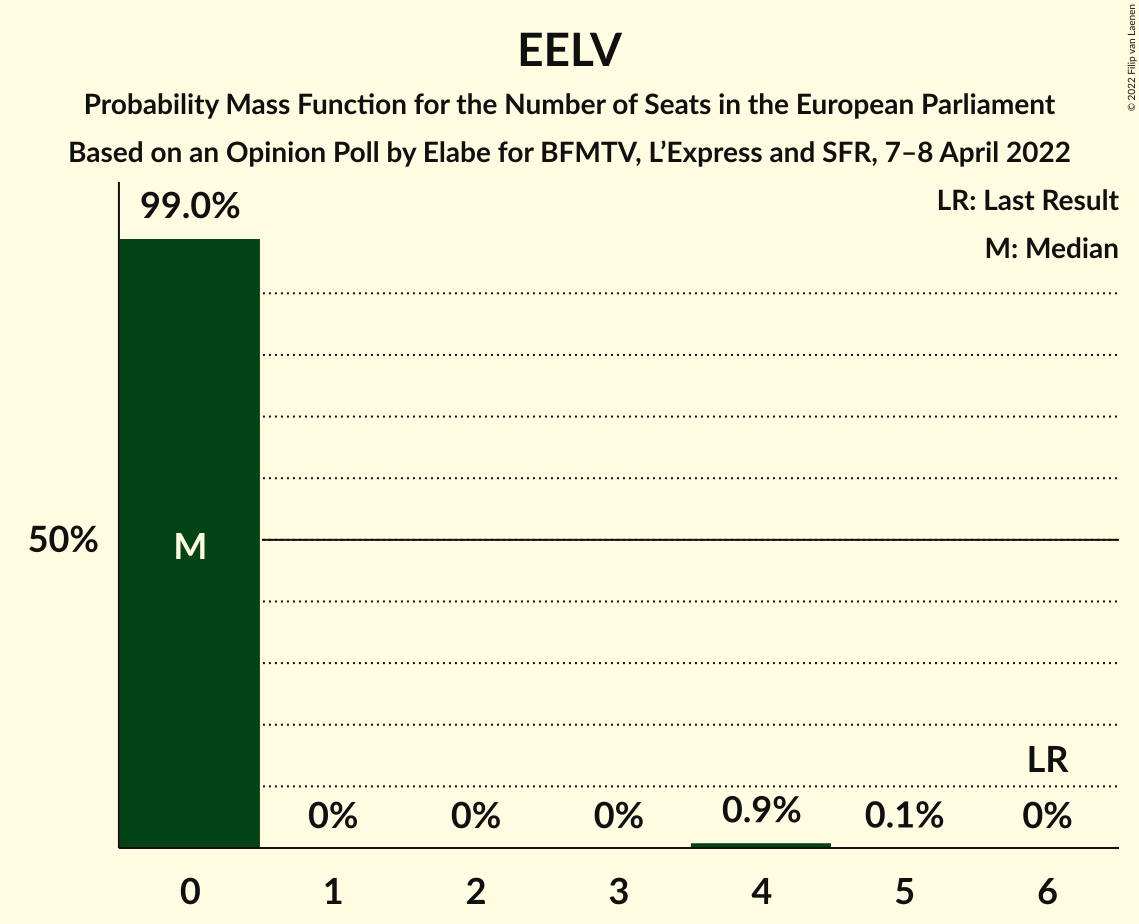 EELV
Probability Mass Function for the Number of Seats in the European Parliament
Based on an Opinion Poll by Elabe for BFMTV, L’Express and SFR, 7–8 April 2022
© 2022 Filip van Laenen
LR: Last Result
M: Median
99.0%
50%
M
LR
0% 0% 0% 0.9% 0.1% 0%
0 1 2 3 4 5 6